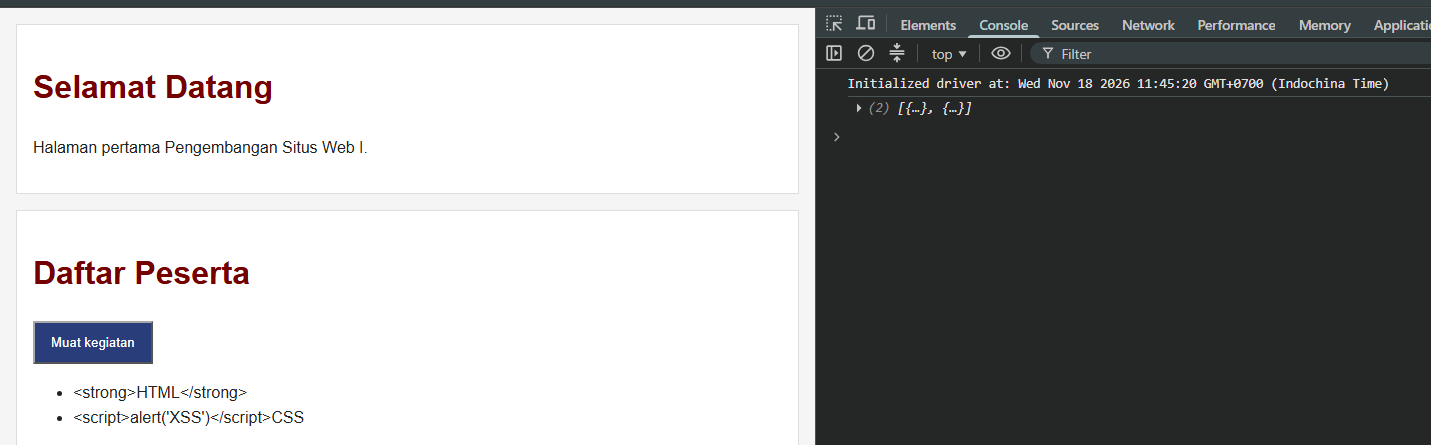 Selamat Datang
Halaman pertama Pengembangan Situs Web I.
Daftar Peserta
Muat kegiatan
<strong>HTML</strong>
<script>alert('XSS')</script>CSS
Elements Console Sources Network Performance Memory Applicati
top Filter
Initialized driver at: Wed Nov 18 2026 11:45:20 GMT+0700 (Indochina Time)
(2) [{…}, {…}]